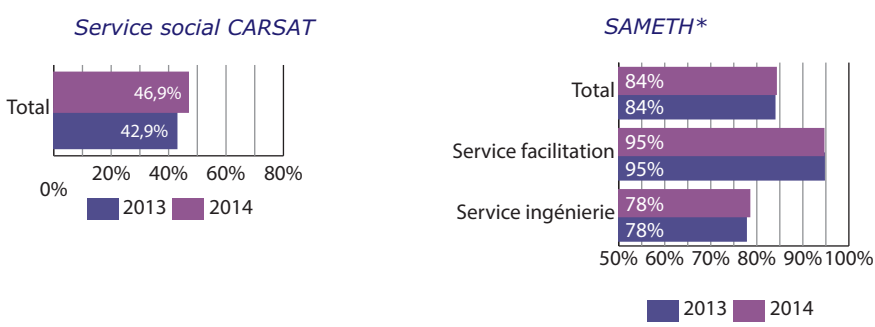 Service social CARSAT
Total
46,9%
42,9%
0%
20% 40% 60% 80%
2013 2014
SAMETH*
Total
84%
84%
Service facilitation
95%
95%
Service ingénierie
78%
78%
50% 60% 70% 80% 90% 100%
2013 2014